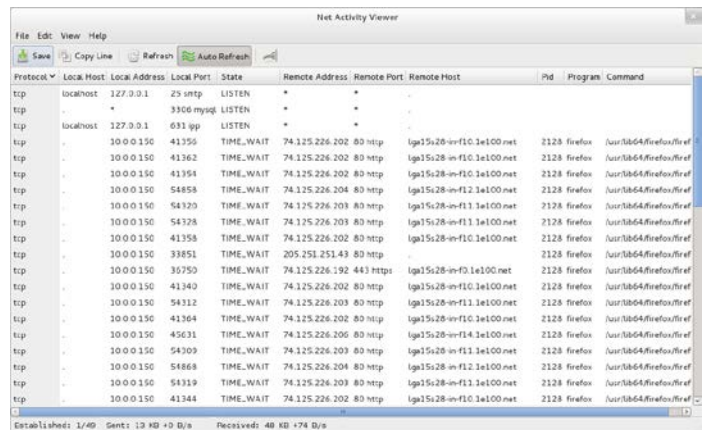 Net Activity Viewer
File Edit View Help
Save Copy Line Refresh Auto Refresh
Protocol Local Host Local Address Local Port State Remote Address Remote Port Remote Host Pid Program Command
tcp localhost 127.0.0.1 25 smtp LISTEN * * .
tcp . * 3306 mysql LISTEN * * .
tcp localhost 127.0.0.1 631 ipp LISTEN * * .
tcp . 10.0.0.150 41356 TIME_WAIT 74.125.226.202 80 http lga15s28-in-f10.1e100.net 2128 firefox /usr/lib64/firefox/firef
tcp . 10.0.0.150 41362 TIME_WAIT 74.125.226.202 80 http lga15s28-in-f10.1e100.net 2128 firefox /usr/lib64/firefox/firef
tcp . 10.0.0.150 41354 TIME_WAIT 74.125.226.202 80 http lga15s28-in-f10.1e100.net 2128 firefox /usr/lib64/firefox/firef
tcp . 10.0.0.150 54858 TIME_WAIT 74.125.226.204 80 http lga15s28-in-f12.1e100.net 2128 firefox /usr/lib64/firefox/firef
tcp . 10.0.0.150 54320 TIME_WAIT 74.125.226.203 80 http lga15s28-in-f11.1e100.net 2128 firefox /usr/lib64/firefox/firef
tcp . 10.0.0.150 54328 TIME_WAIT 74.125.226.203 80 http lga15s28-in-f11.1e100.net 2128 firefox /usr/lib64/firefox/firef
tcp . 10.0.0.150 41358 TIME_WAIT 74.125.226.202 80 http lga15s28-in-f10.1e100.net 2128 firefox /usr/lib64/firefox/firef
tcp . 10.0.0.150 33851 TIME_WAIT 205.251.251.43 80 http . 2128 firefox /usr/lib64/firefox/firef
tcp . 10.0.0.150 36750 TIME_WAIT 74.125.226.192 443 https lga15s28-in-f0.1e100.net 2128 firefox /usr/lib64/firefox/firef
tcp . 10.0.0.150 41340 TIME_WAIT 74.125.226.202 80 http lga15s28-in-f10.1e100.net 2128 firefox /usr/lib64/firefox/firef
tcp . 10.0.0.150 54312 TIME_WAIT 74.125.226.203 80 http lga15s28-in-f11.1e100.net 2128 firefox /usr/lib64/firefox/firef
tcp . 10.0.0.150 41364 TIME_WAIT 74.125.226.202 80 http lga15s28-in-f10.1e100.net 2128 firefox /usr/lib64/firefox/firef
tcp . 10.0.0.150 45631 TIME_WAIT 74.125.226.206 80 http lga15s28-in-f14.1e100.net 2128 firefox /usr/lib64/firefox/firef
tcp . 10.0.0.150 54309 TIME_WAIT 74.125.226.203 80 http lga15s28-in-f11.1e100.net 2128 firefox /usr/lib64/firefox/firef
tcp . 10.0.0.150 54868 TIME_WAIT 74.125.226.204 80 http lga15s28-in-f12.1e100.net 2128 firefox /usr/lib64/firefox/firef
tcp . 10.0.0.150 54319 TIME_WAIT 74.125.226.203 80 http lga15s28-in-f11.1e100.net 2128 firefox /usr/lib64/firefox/firef
tcp . 10.0.0.150 41344 TIME_WAIT 74.125.226.202 80 http lga15s28-in-f10.1e100.net 2128 firefox /usr/lib64/firefox/firef
Established: 1/49 Sent: 13 KB +0 B/s Received: 48 KB +74 B/s